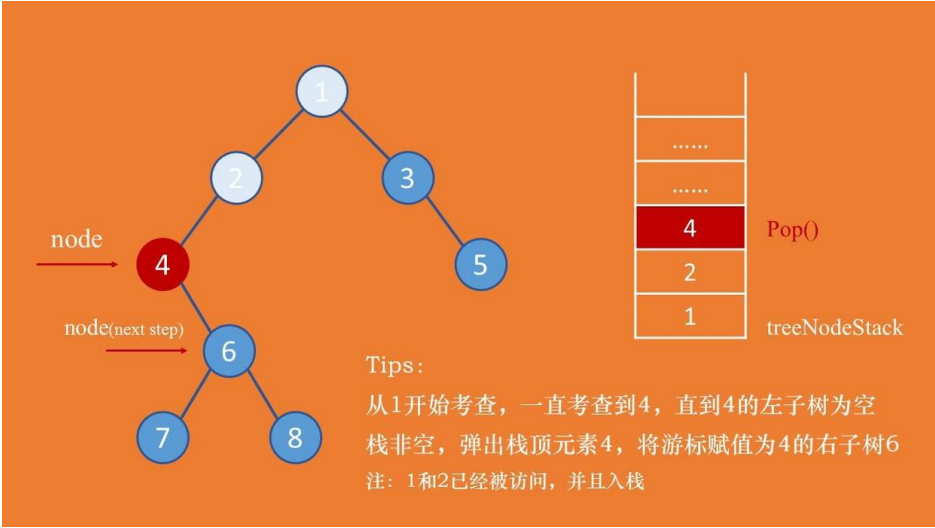 1
……
2
3
……
4
Pop()
node
4
5
2
node(next step)
6
1
treeNodeStack
Tips:
从1开始考查，一直考查到4，直到4的左子树为空
7
8
栈非空，弹出栈顶元素4，将游标赋值为4的右子树6
注：1和2已经被访问，并且入栈